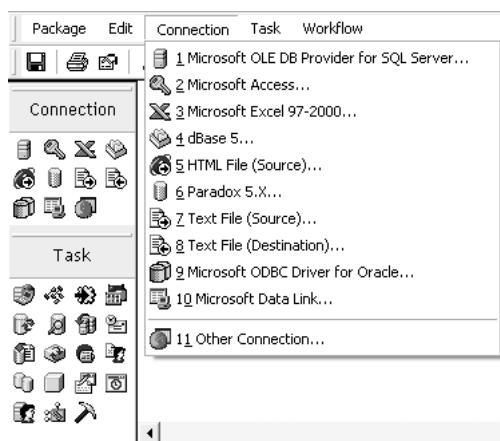 Package Edit Connection Task Workflow
1 Microsoft OLE DB Provider for SQL Server...
2 Microsoft Access...
3 Microsoft Excel 97-2000...
4 dBase 5...
5 HTML File (Source)...
6 Paradox 5.X...
7 Text File (Source)...
8 Text File (Destination)...
9 Microsoft ODBC Driver for Oracle...
10 Microsoft Data Link...
11 Other Connection...
Connection
Task